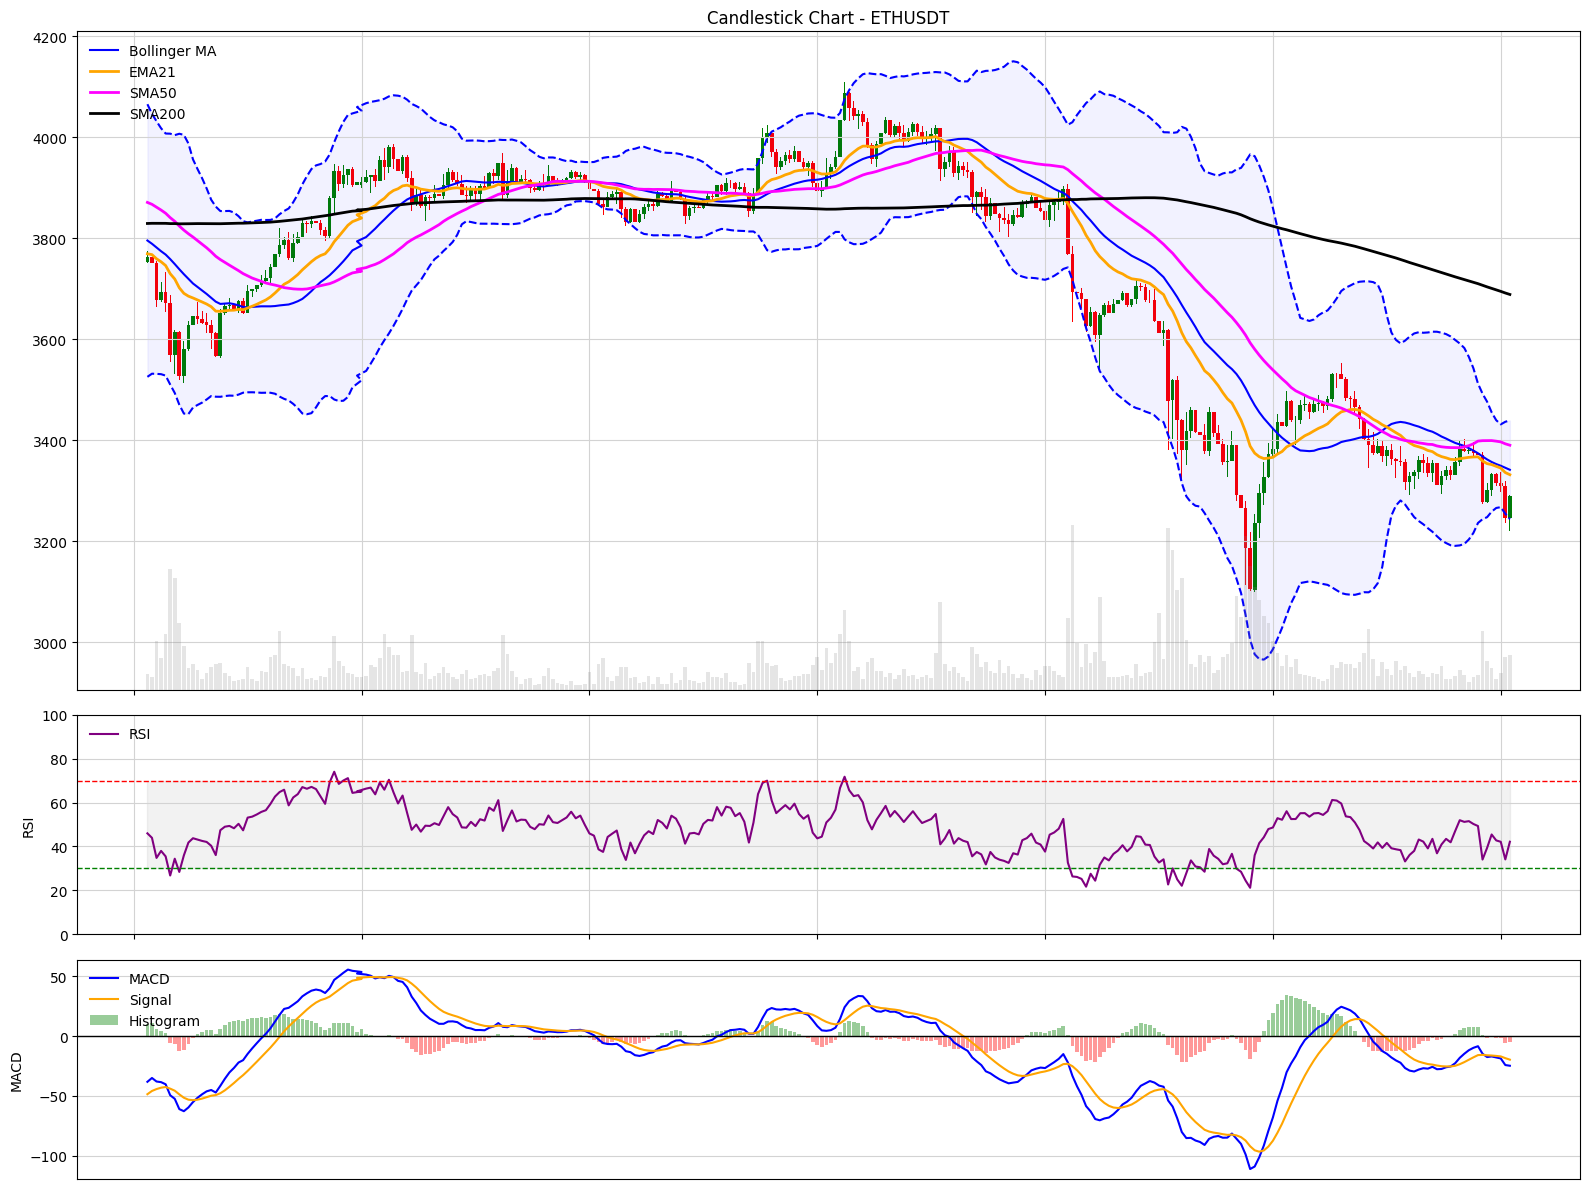 Candlestick Chart - ETHUSDT
4200
4000
3800
3600
3400
3200
3000
Bollinger MA
EMA21
SMA50
SMA200
100
80
60
40
20
0
RSI
RSI
50
0
−50
−100
MACD
MACD
Signal
Histogram